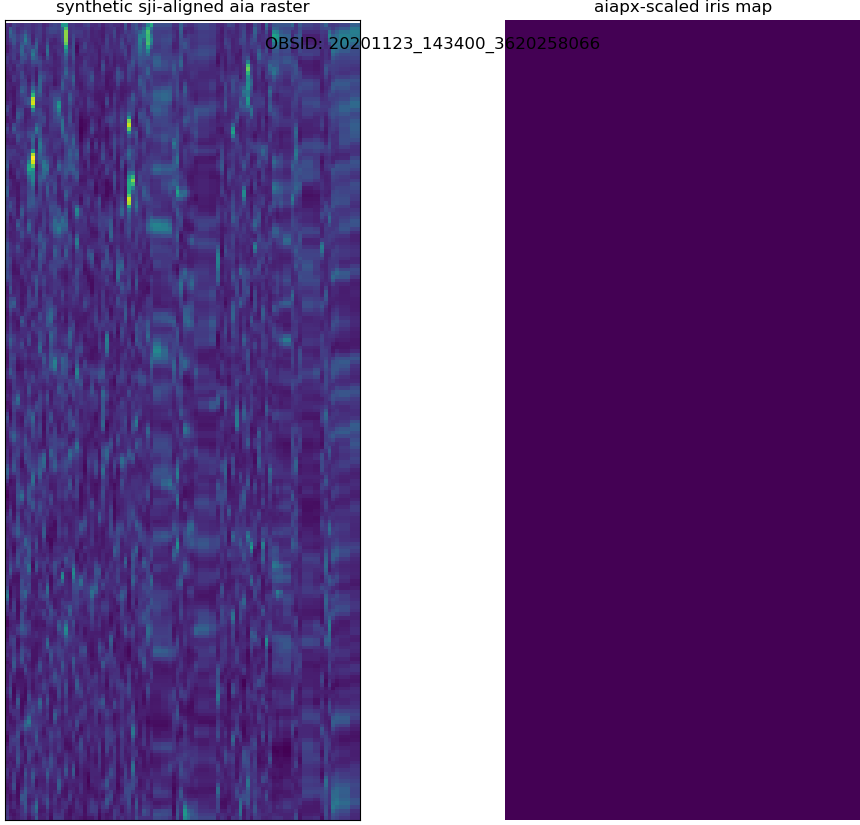 synthetic sji-aligned aia raster
aiapx-scaled iris map
OBSID: 20201123_143400_3620258066